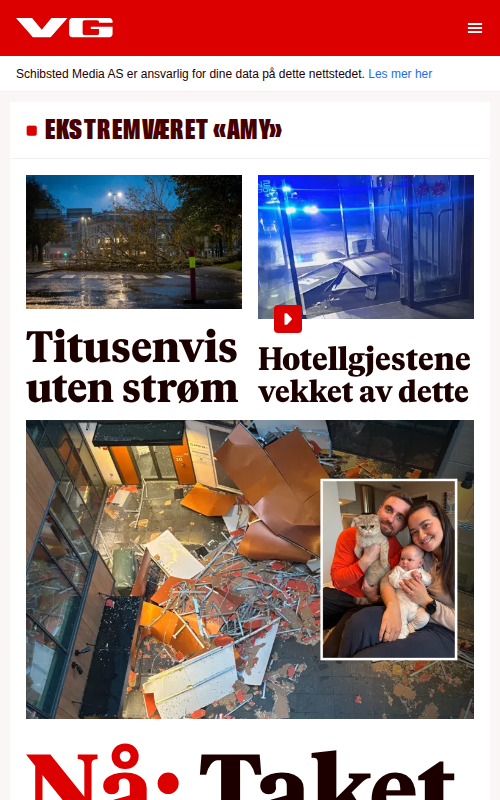 VG
Schibsted Media AS er ansvarlig for dine data på dette nettstedet. Les mer her
EKSTREMVÆRET «AMY»
Titusenvis
uten strøm
Hotellgjestene
vekket av dette
Nå: Taket